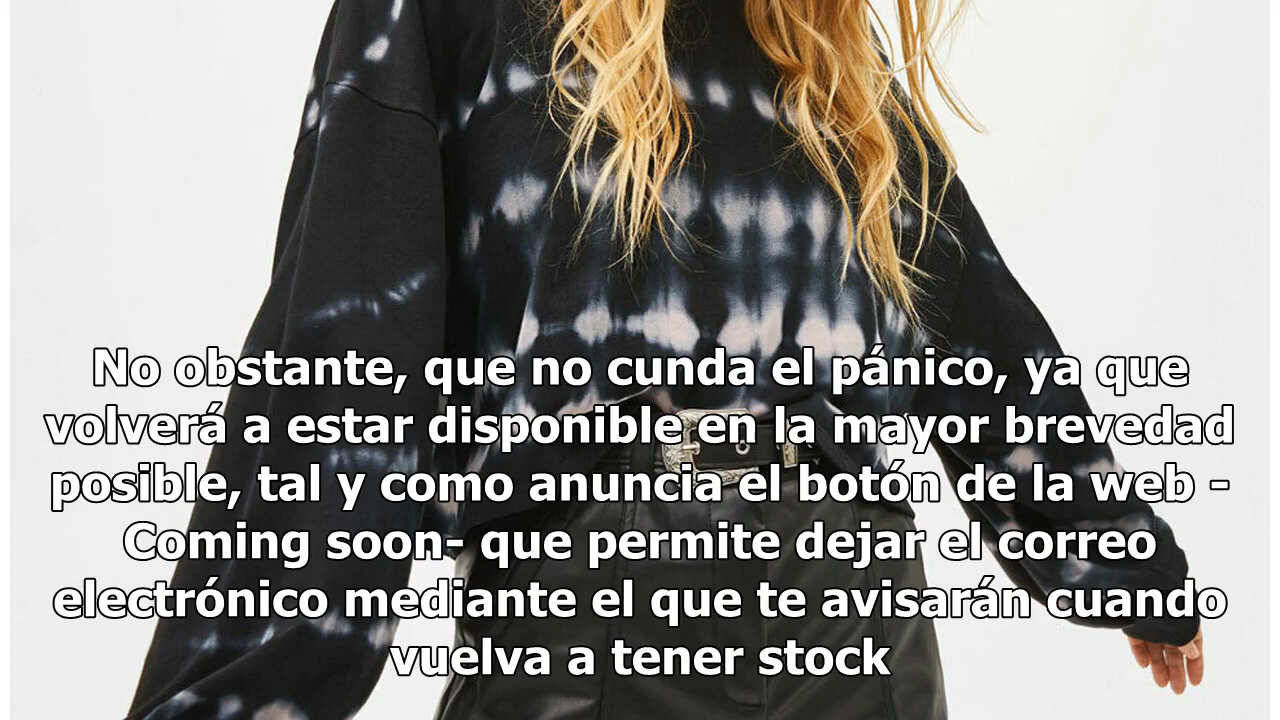 No obstante, que no cunda el pánico, ya que
volverá a estar disponible en la mayor brevedad
posible, tal y como anuncia el botón de la web -
Coming soon- que permite dejar el correo
electrónico mediante el que te avisarán cuando
vuelva a tener stock